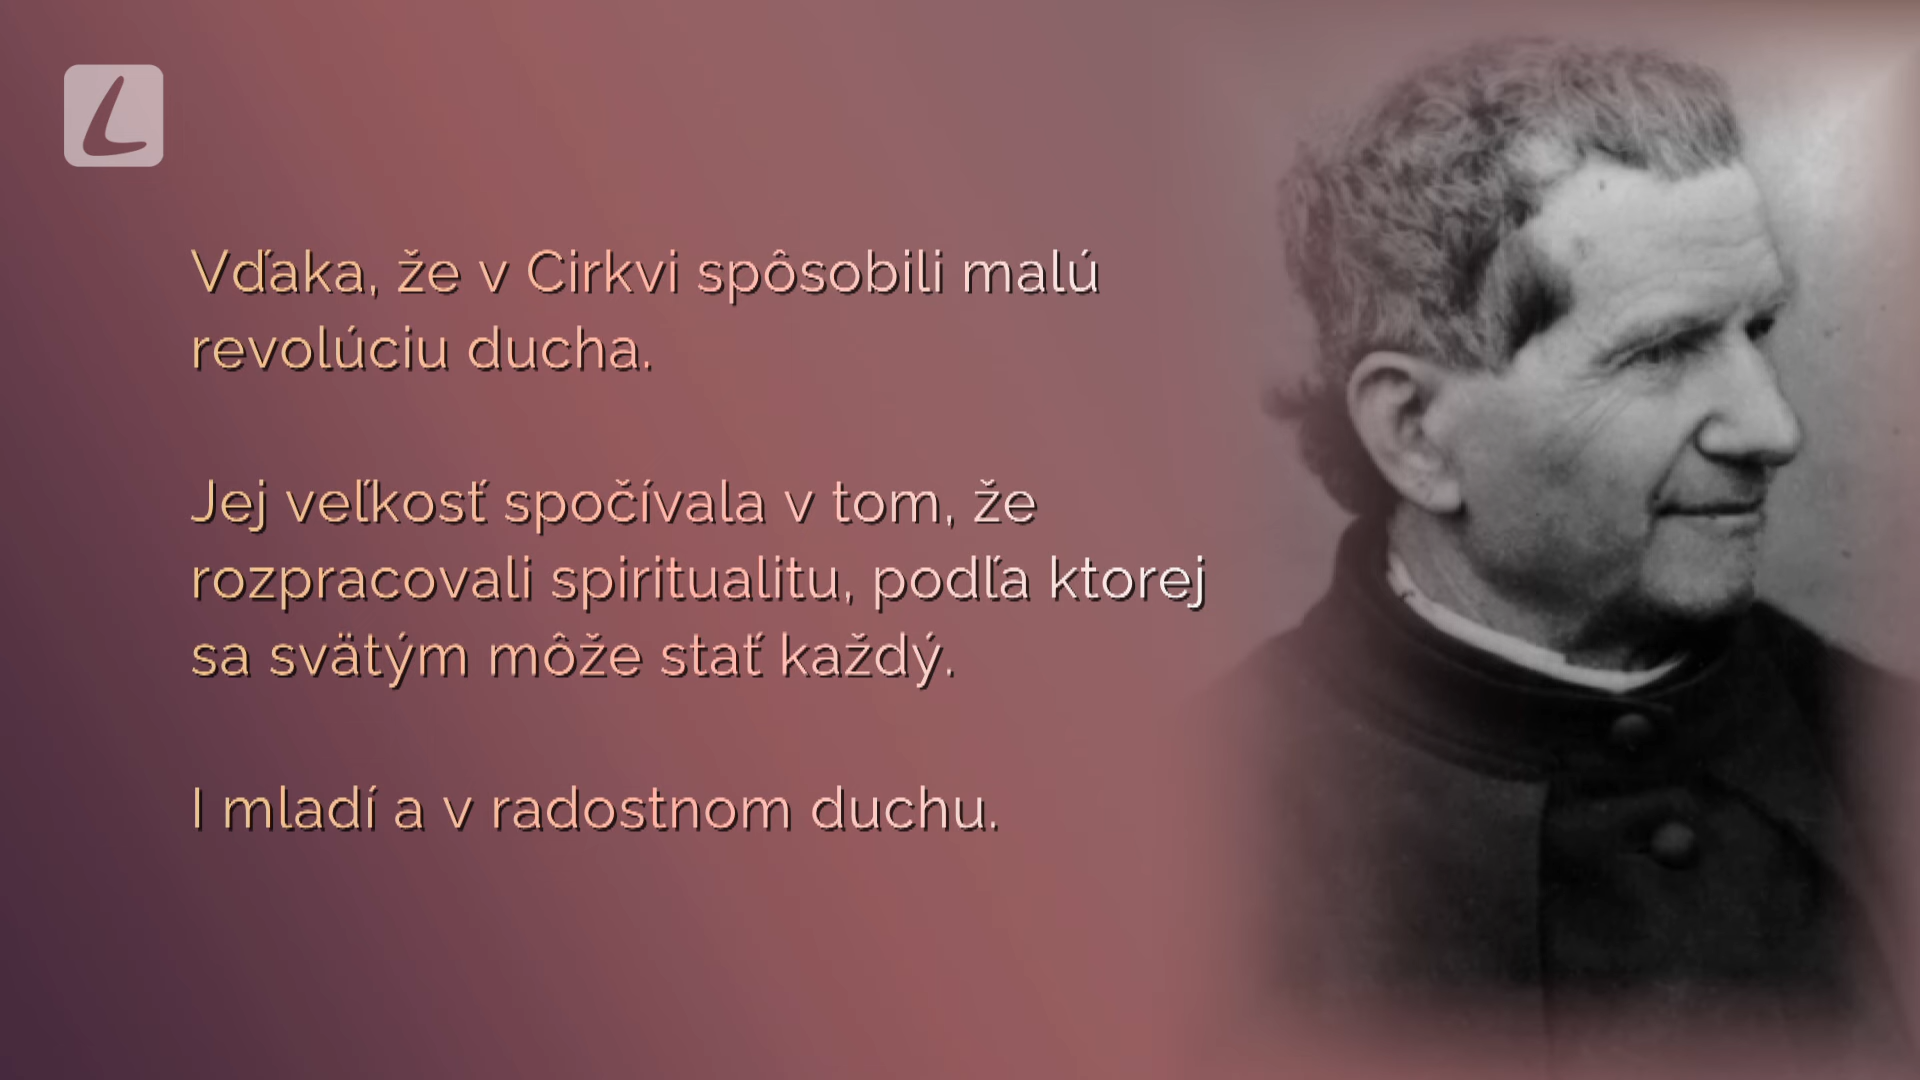 L
Vďaka, že v Cirkvi spôsobili malú
revolúciu ducha.
Jej veľkosť spočívala v tom, že
rozpracovali spiritualitu, podľa ktorej
sa svätým môže stať každý.
I mladí a v radostnom duchu.